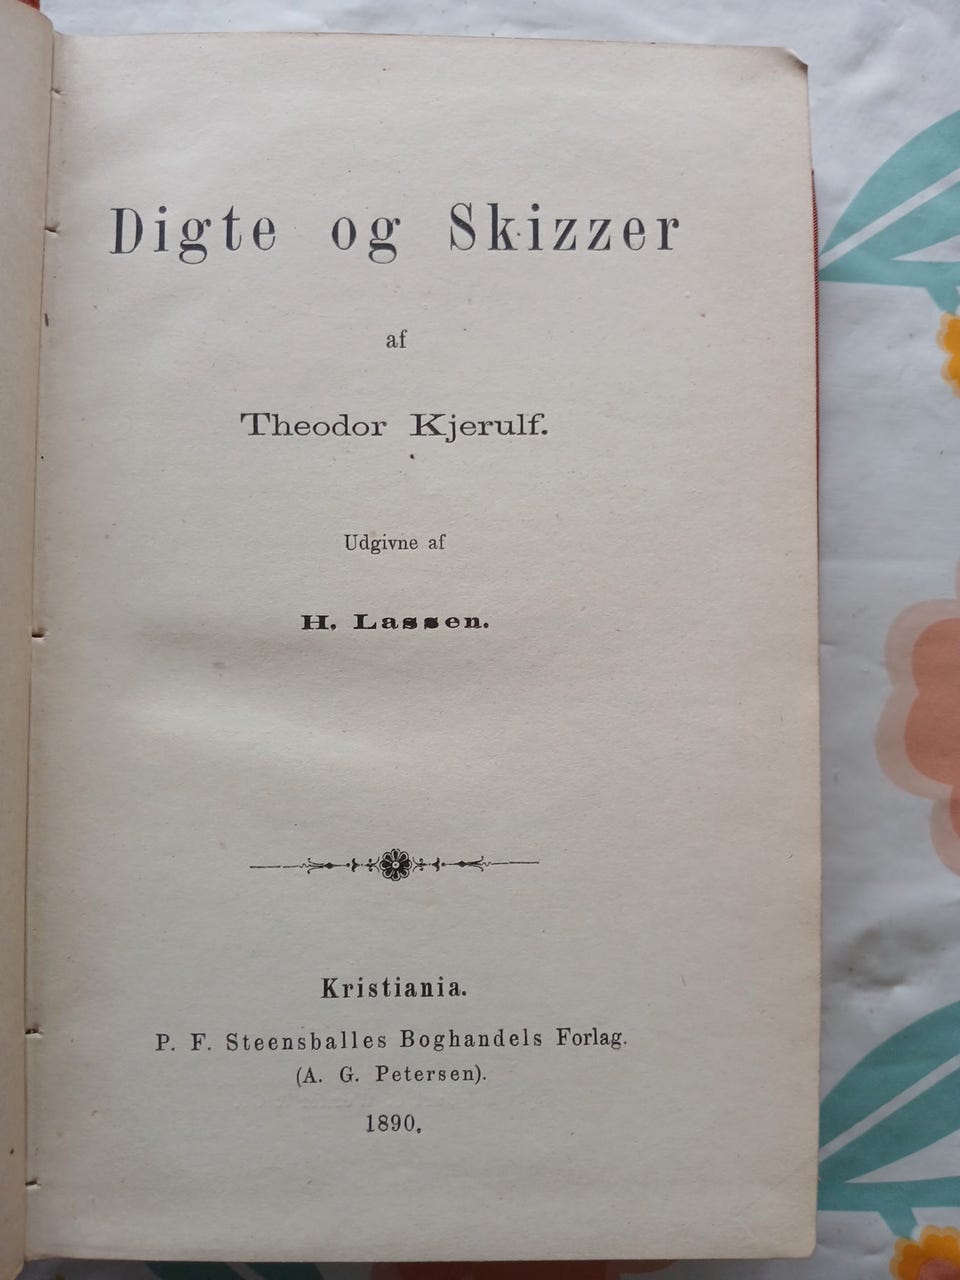 Digte og Skizzer
af
Theodor Kjerulf.
Udgivne af
H. Lassen.
Kristiania.
P. F. Steensballes Boghandels Forlag.
(A. G. Petersen).
1890.